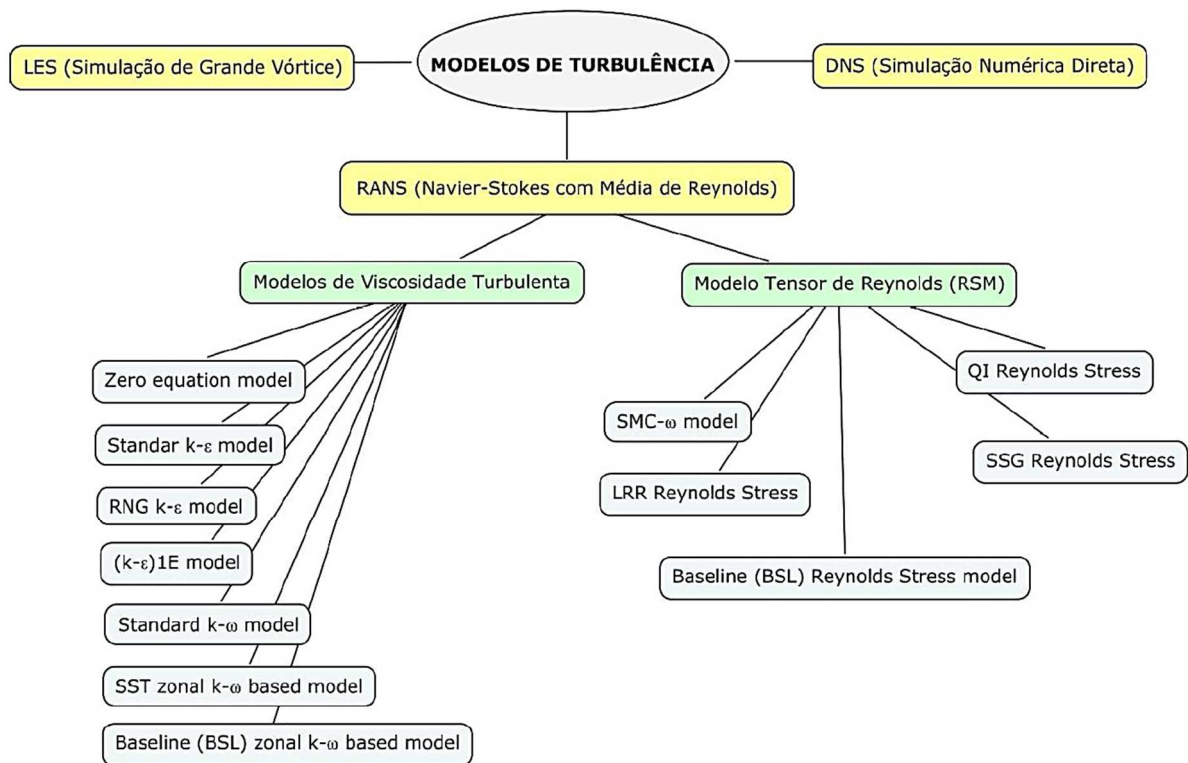 LES (Simulação de Grande Vórtice)
MODELOS DE TURBULÊNCIA
DNS (Simulação Numérica Direta)
RANS (Navier-Stokes com Média de Reynolds)
Modelos de Viscosidade Turbulenta
Modelo Tensor de Reynolds (RSM)
Zero equation model
Standar k-ε model
RNG k-ε model
(k-ε)1E model
Standard k-ω model
SST zonal k-ω based model
Baseline (BSL) zonal k-ω based model
QI Reynolds Stress
SMC-ω model
SSG Reynolds Stress
LRR Reynolds Stress
Baseline (BSL) Reynolds Stress model